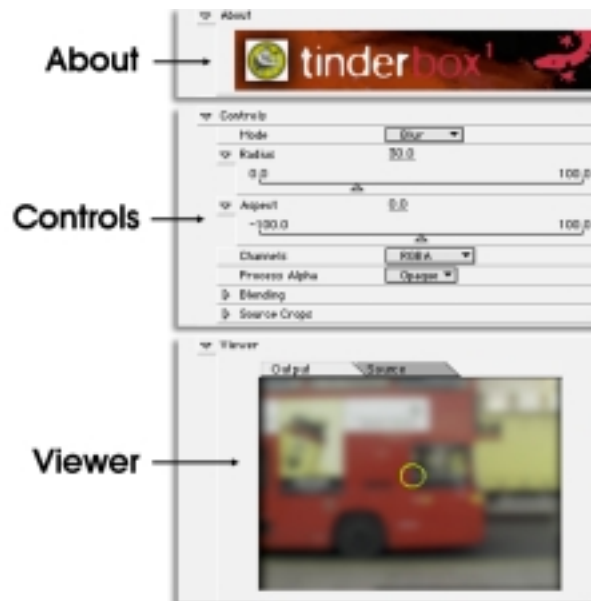 About
About
tinderbox1
Controls
Mode Blur
Radius 30.0
0.0 100.0
Controls
Aspect 0.0
-100.0 100.0
Channels RGBA
Process Alpha Opaque
Blending
Source Crops
Viewer
Output Source
Viewer